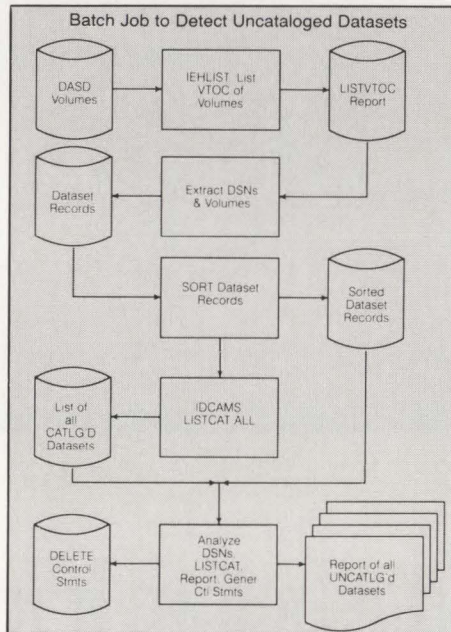 Batch Job to Detect Uncataloged Datasets
DASD
Volumes
IEHLIST List
VTOC of
Volumes
LISTVTOC
Report
Dataset
Records
Extract DSNs
& Volumes
SORT Dataset
Records
Sorted
Dataset
Records
List of
all
CATLG'D
Datasets
IDCAMS
LISTCAT ALL
DELETE
Control
Stmts
Analyze
DSNs,
LISTCAT.
Report. Gener
Ctl Stmts
Report of all
UNCATLG'd
Datasets